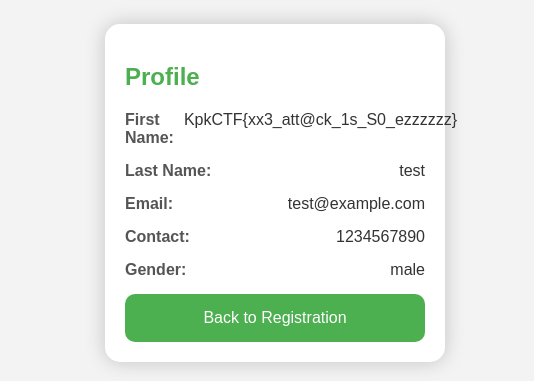 Profile
First Name: KpkCTF{xx3_att@ck_1s_S0_ezzzzzz}
Last Name: test
Email: test@example.com
Contact: 1234567890
Gender: male
Back to Registration